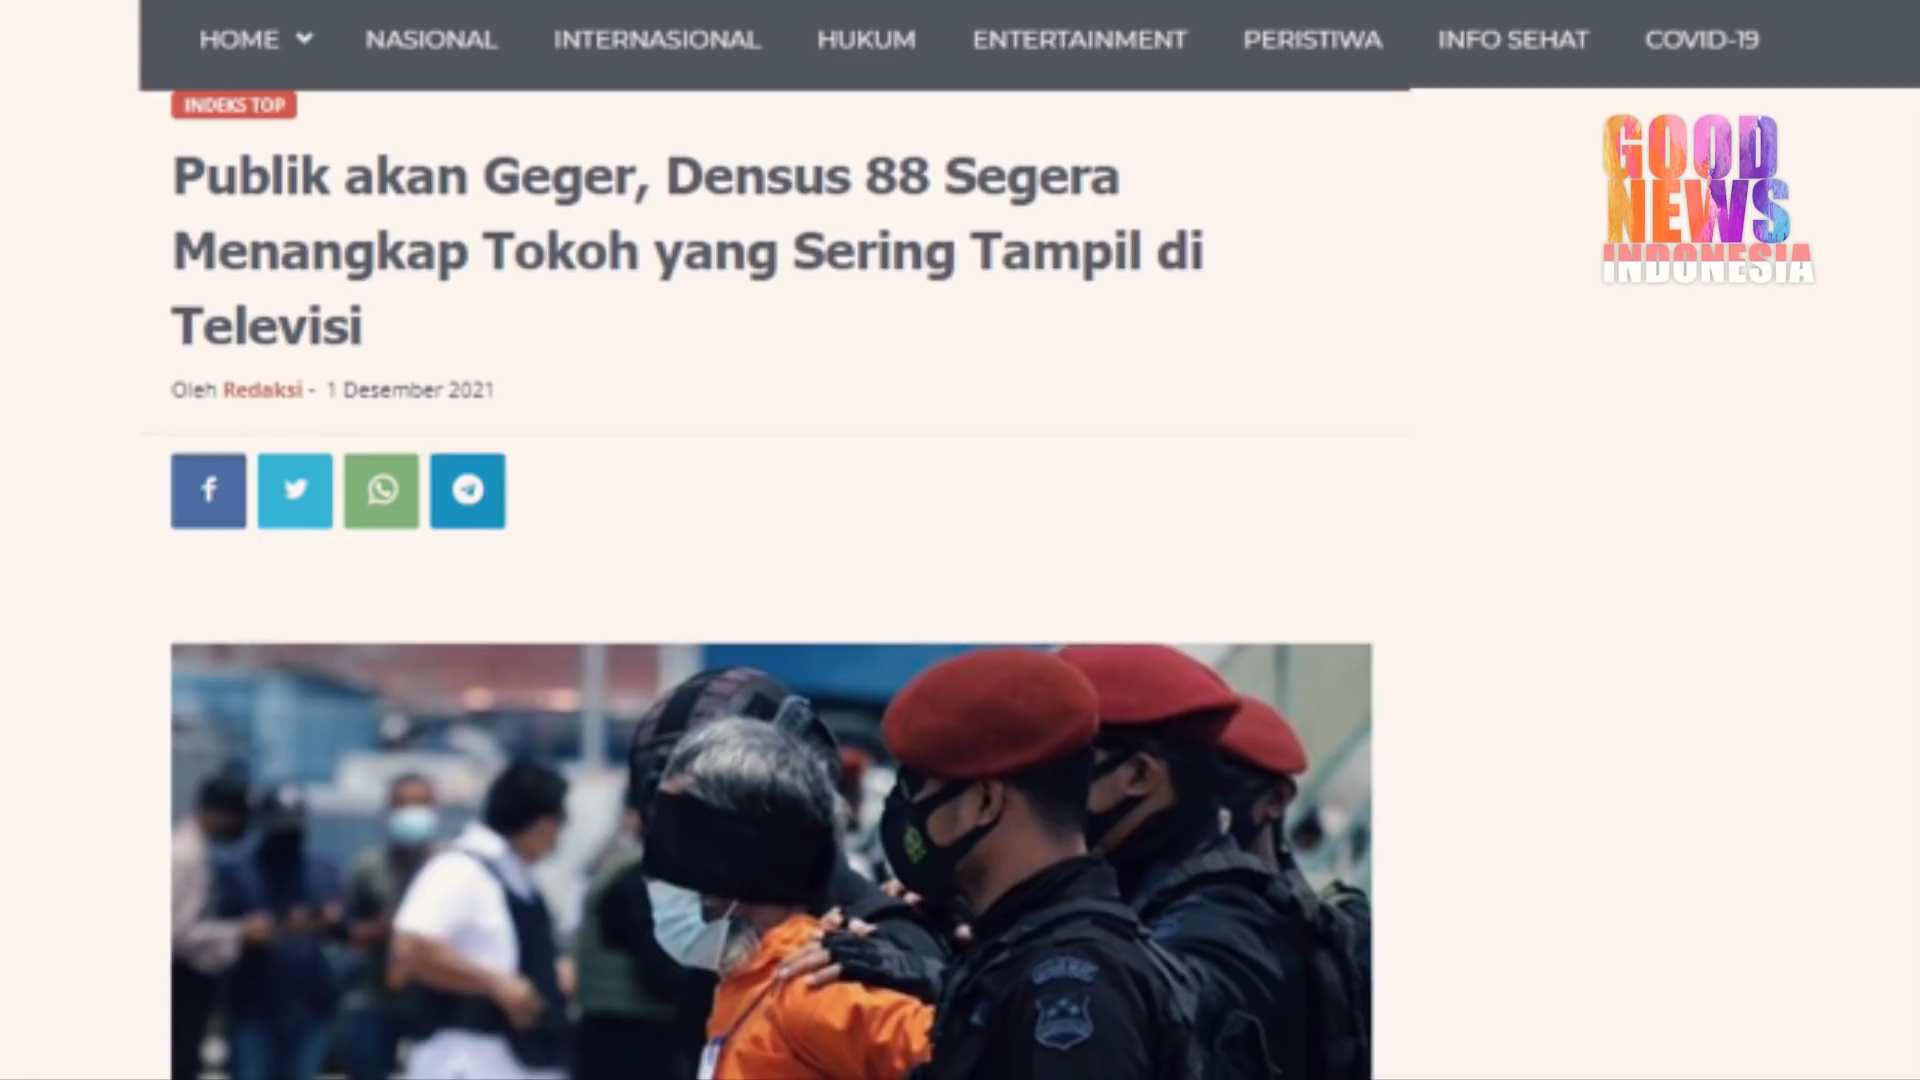 HOME NASIONAL INTERNASIONAL HUKUM ENTERTAINMENT PERISTIWA INFO SEHAT COVID-19
INDEKS TOP
GOOD
NEWS
INDONESIA
Publik akan Geger, Densus 88 Segera
Menangkap Tokoh yang Sering Tampil di
Televisi
Oleh Redaksi - 1 Desember 2021